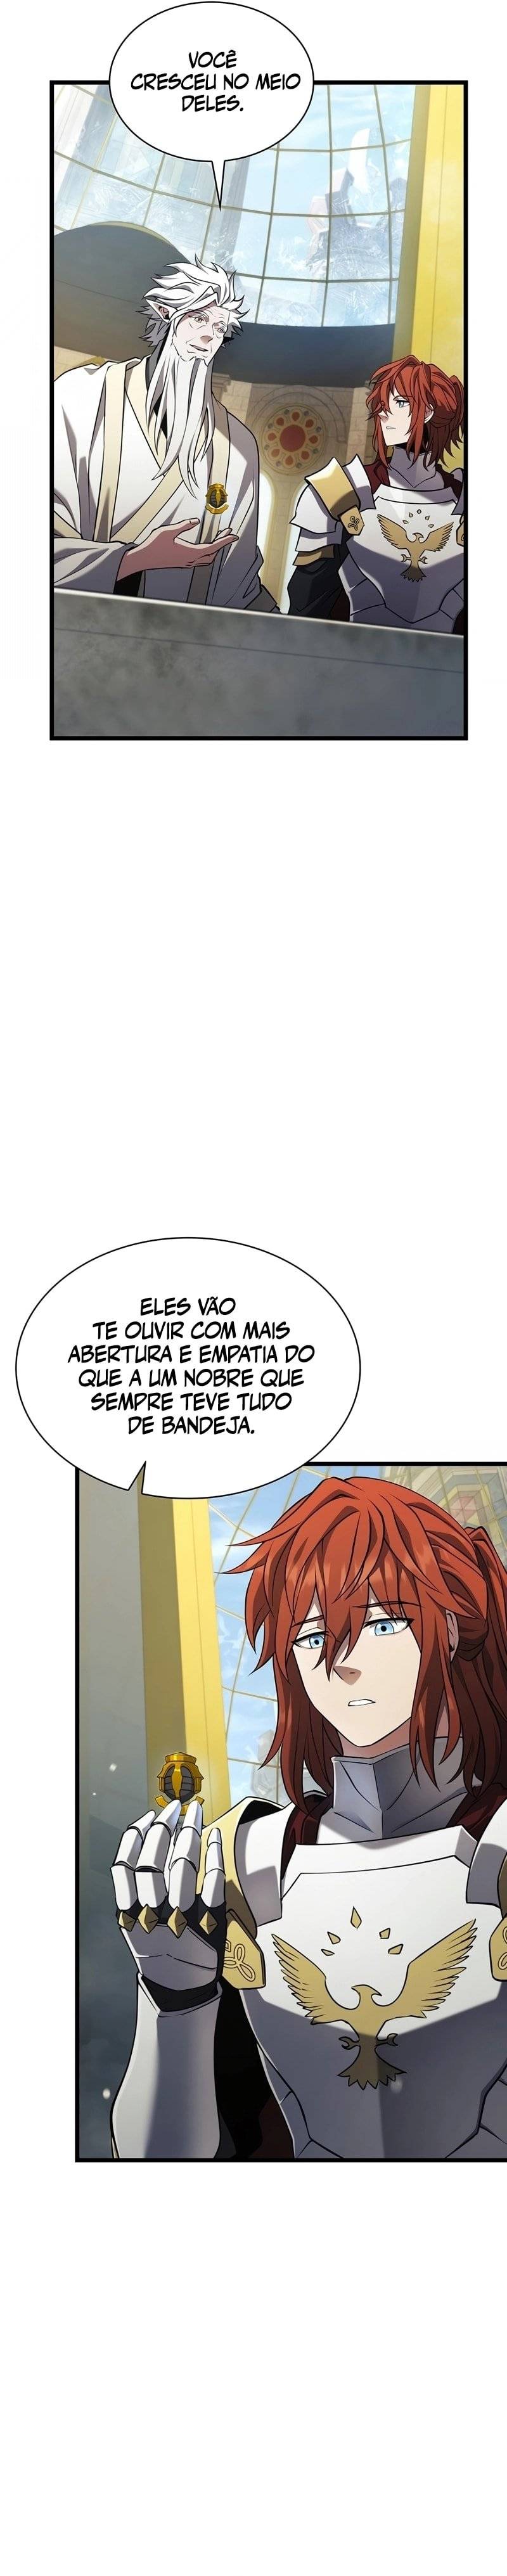 VOCÊ
CRESCEU NO MEIO
DELES.
ELES VÃO
TE OUVIR COM MAIS
ABERTURA E EMPATIA DO
QUE A UM NOBRE QUE
SEMPRE TEVE TUDO
DE BANDEJA.